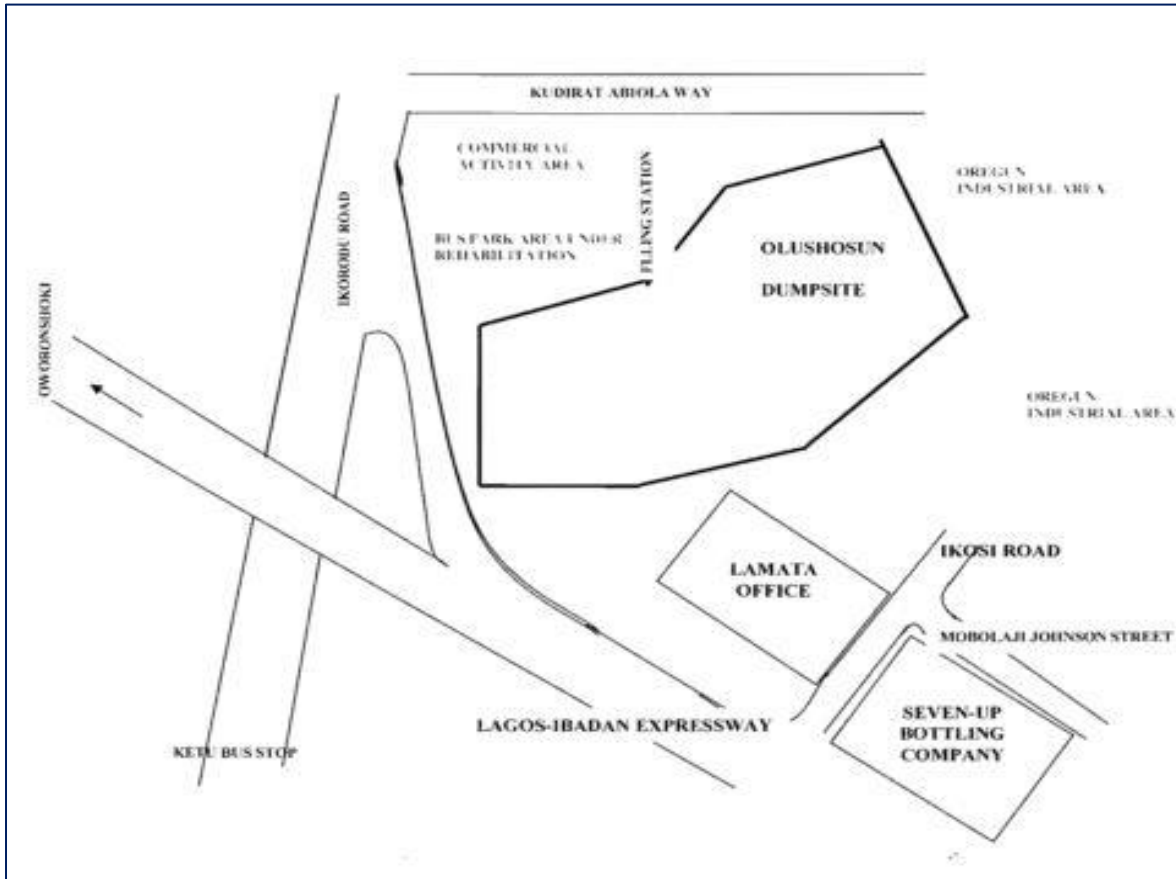 KUDIRAT ABIOLA WAY
COMMERCIAL
ACTIVITY AREA
OREGUN
INDUSTRIAL AREA
IKORODU ROAD
BUS PARK AREA UNDER
REHABILITATION
FLLING STATION
OLUSHOSUN
DUMPSITE
OWORONSHOKI
OREGUN
INDUSTRIAL AREA
LAMATA
OFFICE
IKOSI ROAD
MOBOLAJI JOHNSON STREET
LAGOS-IBADAN EXPRESSWAY
SEVEN-UP
BOTTLING
COMPANY
KETU BUS STOP